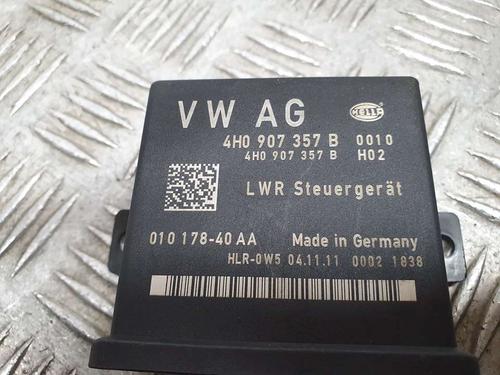 VW AG
HELLA
4H0 907 357 B 0010
4H0 907 357 B H02
LWR Steuergerät
010 178-40 AA Made in Germany
HLR-0W5 04.11.11 0002 1838